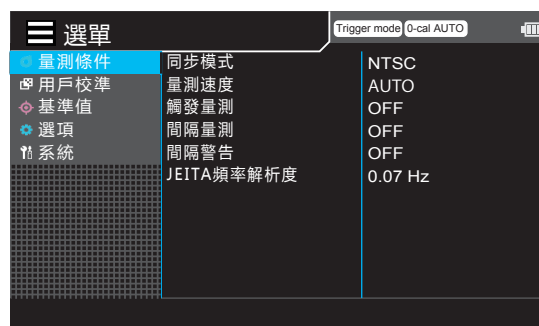 選單
Trigger mode 0-cal AUTO
量測條件 同步模式 NTSC
用戶校準 量測速度 AUTO
基準值 觸發量測 OFF
選項 間隔量測 OFF
系統 間隔警告 OFF
JEITA頻率解析度 0.07 Hz